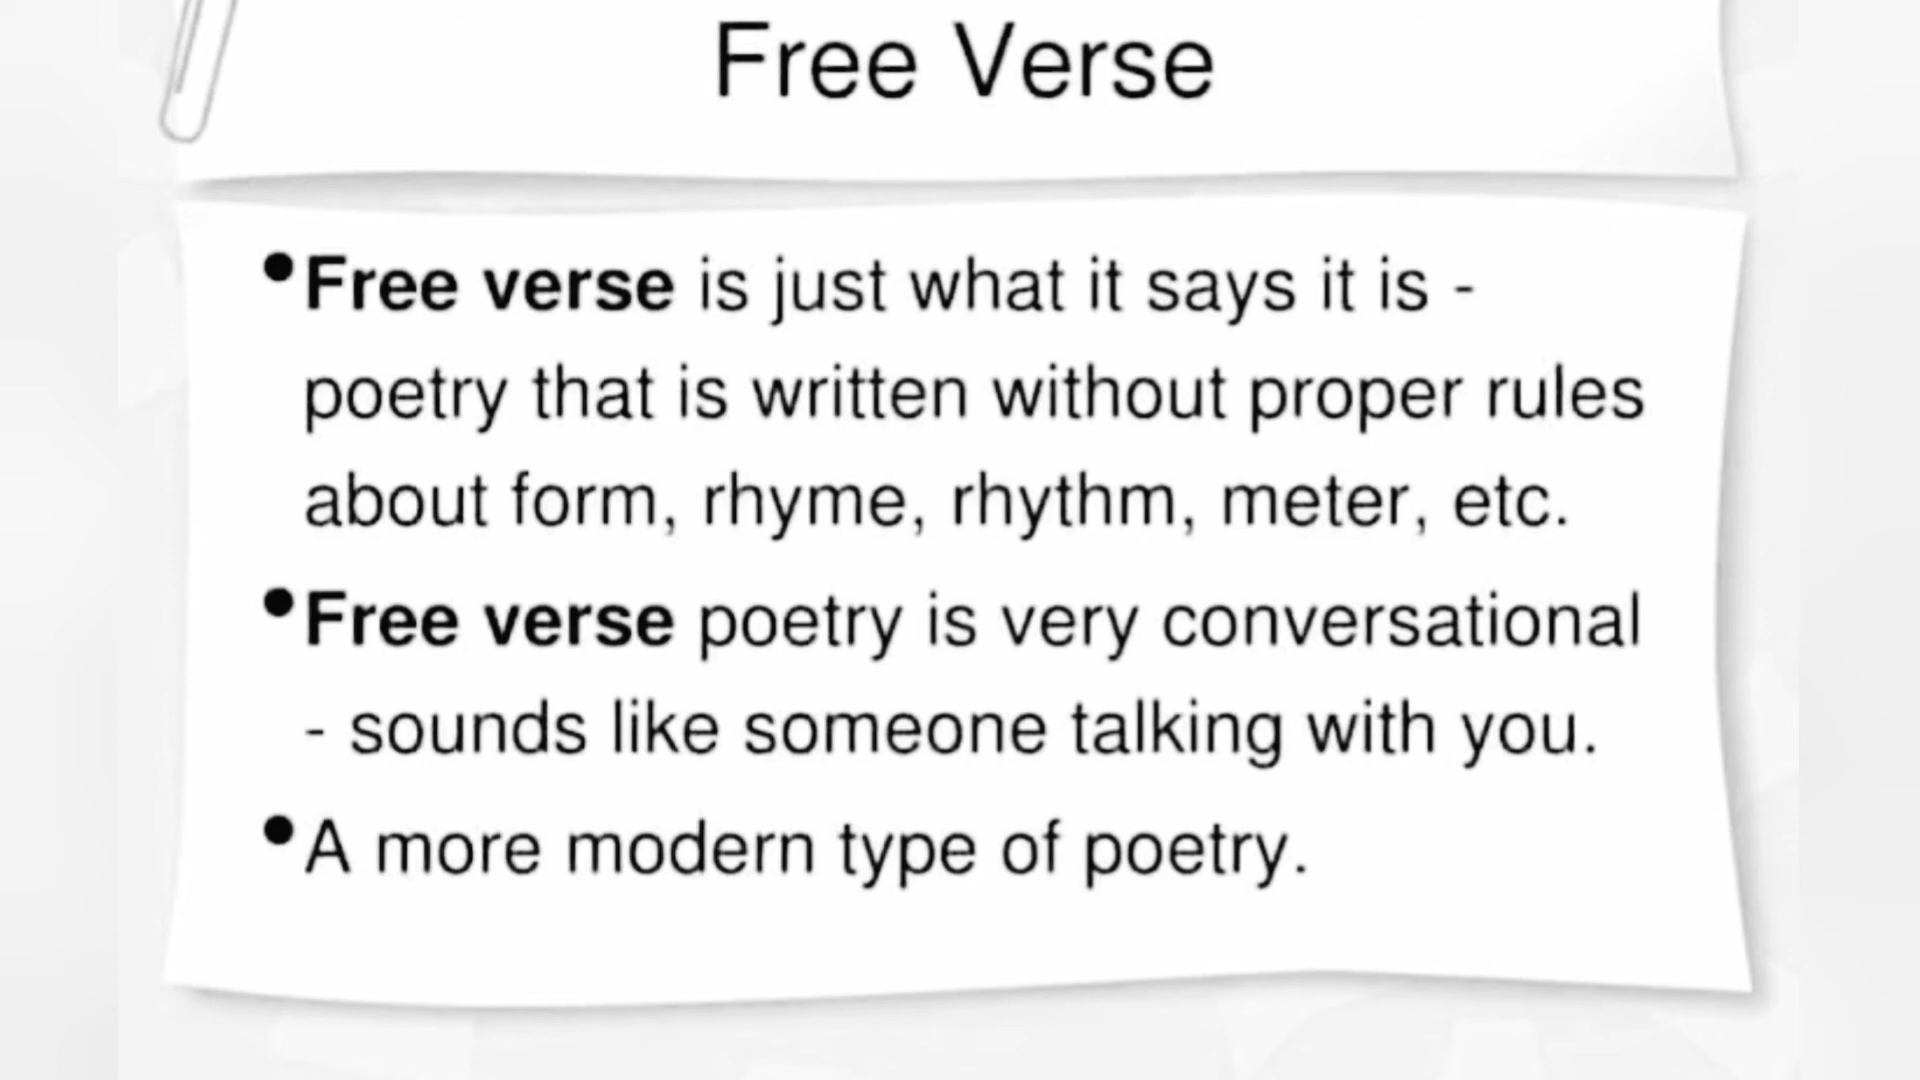 Free Verse
•Free verse is just what it says it is -
poetry that is written without proper rules
about form, rhyme, rhythm, meter, etc.
•Free verse poetry is very conversational
- sounds like someone talking with you.
•A more modern type of poetry.